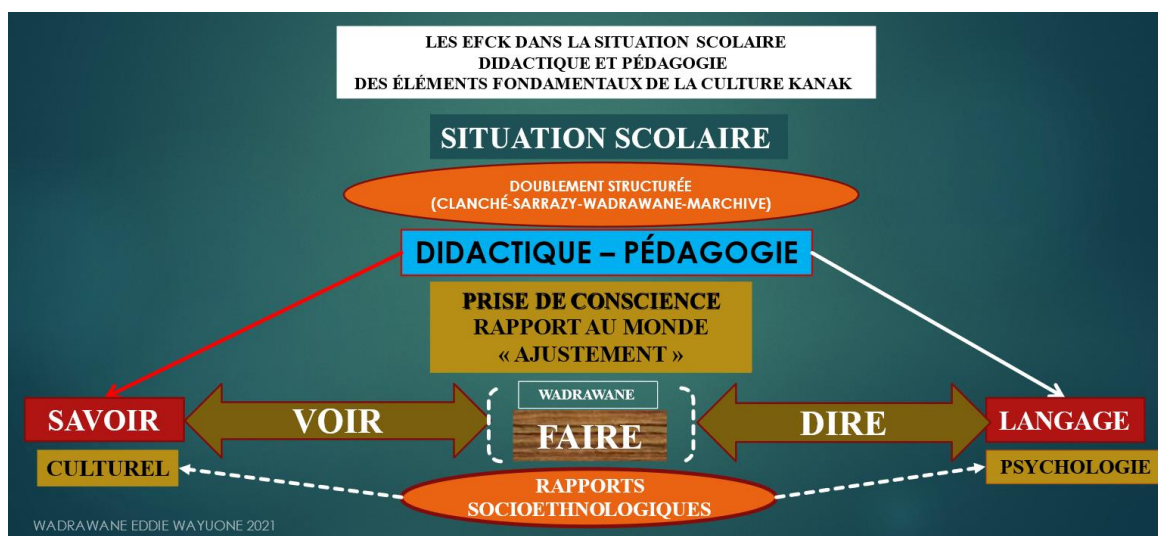 LES EFCK DANS LA SITUATION SCOLAIRE
DIDACTIQUE ET PÉDAGOGIE
DES ÉLÉMENTS FONDAMENTAUX DE LA CULTURE KANAK
SITUATION SCOLAIRE
DOUBLEMENT STRUCTURÉE
(CLANCHÉ-SARRAZY-WADRAWANE-MARCHIVE)
DIDACTIQUE – PÉDAGOGIE
PRISE DE CONSCIENCE
RAPPORT AU MONDE
« AJUSTEMENT »
SAVOIR
VOIR
WADRAWANE
FAIRE
DIRE
LANGAGE
CULTUREL
PSYCHOLOGIE
RAPPORTS
SOCIOETHNOLOGIQUES
WADRAWANE EDDIE WAYUONE 2021